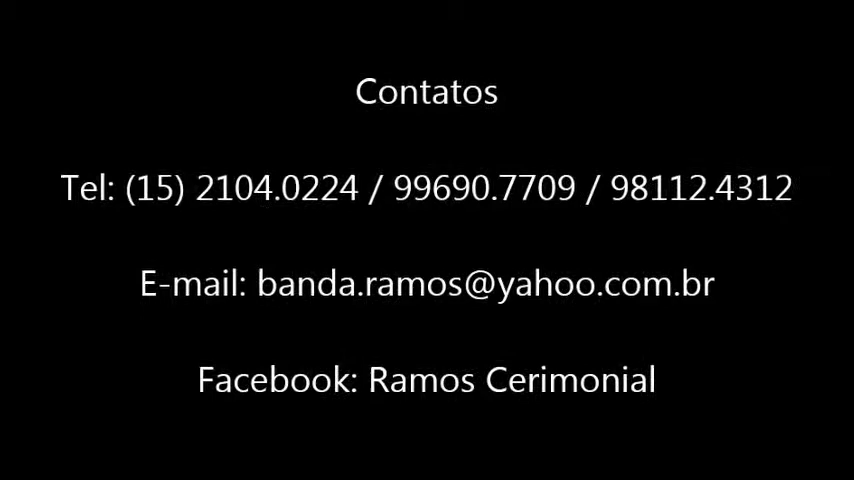 Contatos
Tel: (15) 2104.0224 / 99690.7709 / 98112.4312
E-mail: banda.ramos@yahoo.com.br
Facebook: Ramos Cerimonial